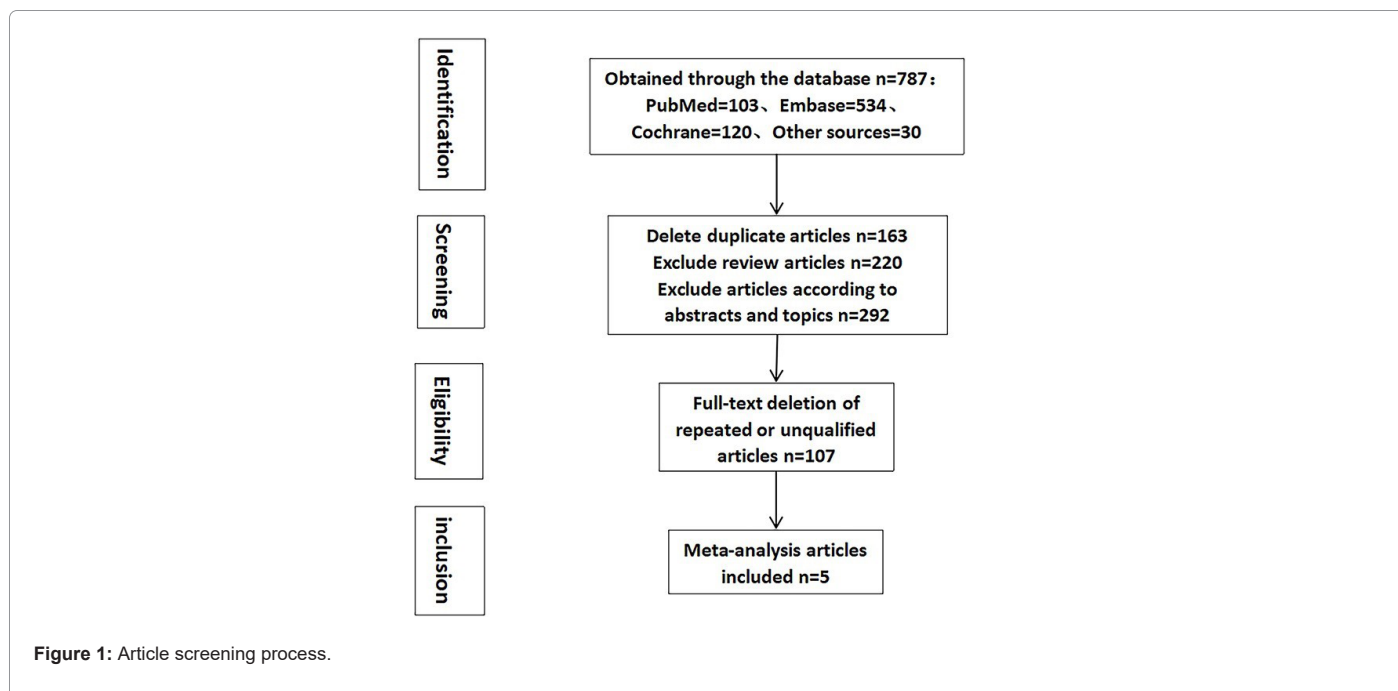 Identification
Obtained through the database n=787：
PubMed=103、Embase=534、
Cochrane=120、Other sources=30
Screening
Delete duplicate articles n=163
Exclude review articles n=220
Exclude articles according to
abstracts and topics n=292
Eligibility
Full-text deletion of
repeated or unqualified
articles n=107
inclusion
Meta-analysis articles
included n=5
Figure 1: Article screening process.